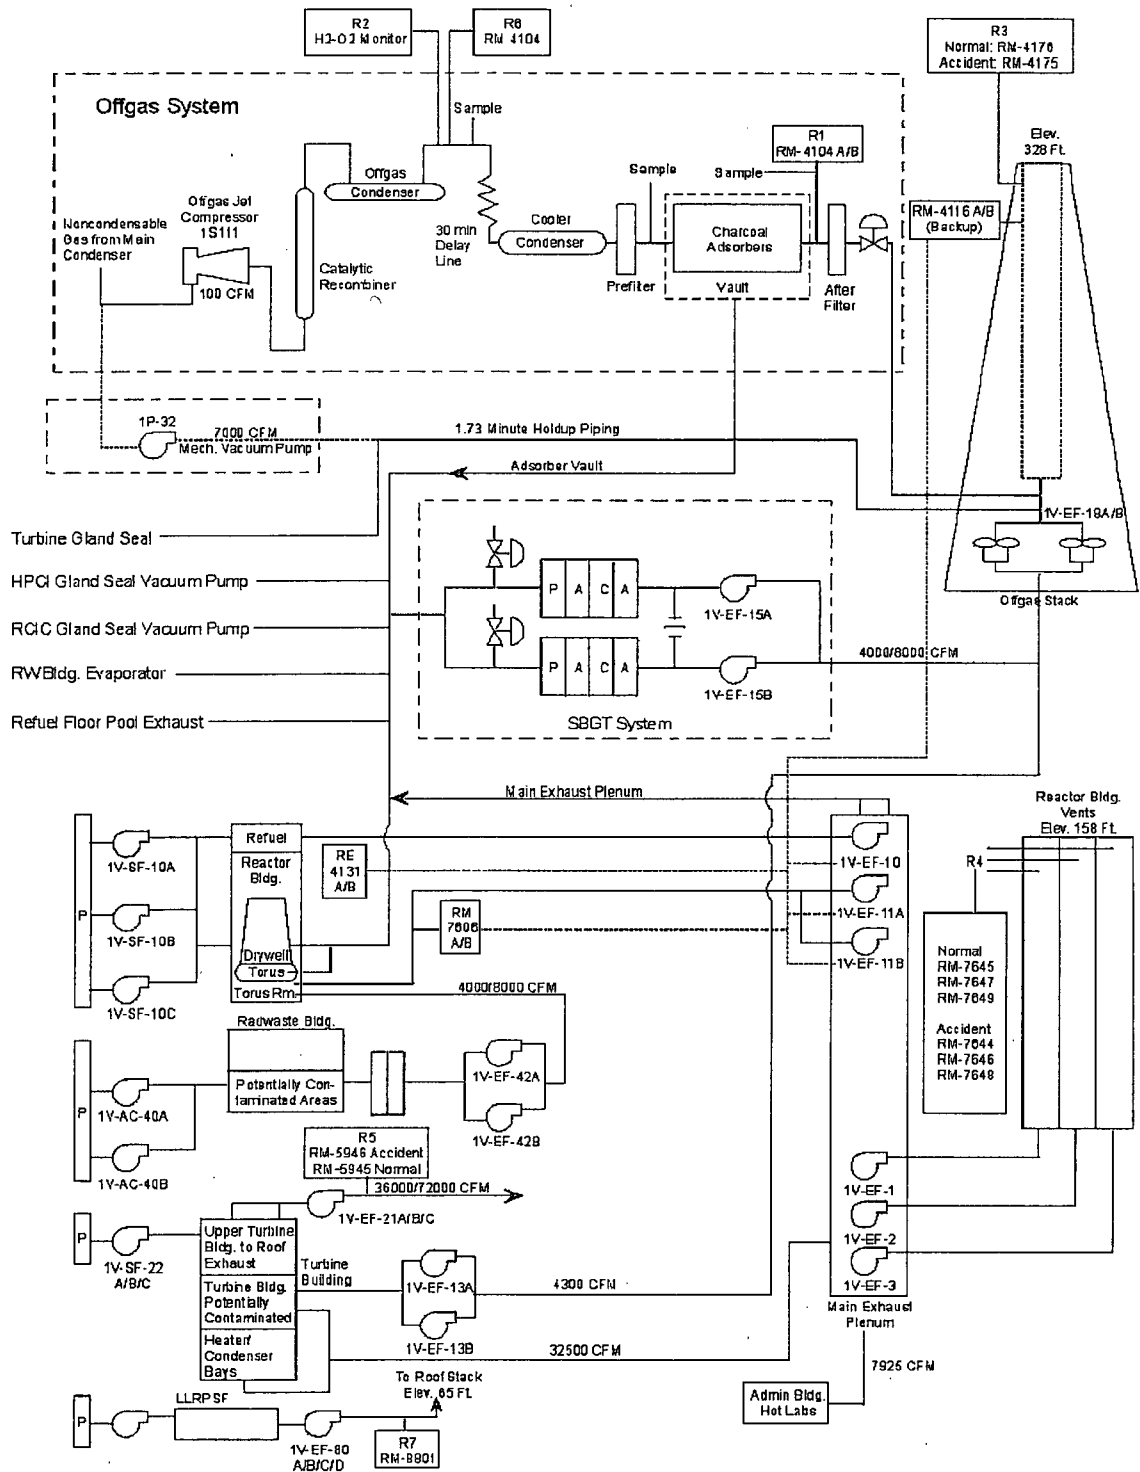 R2
H2-O2 Monitor
R6
RM 4104
R3
Normal: RM-4176
Accident: RM-4175
Offgas System
Sample
R1
RM-4104 A/B
Elev.
328 Ft.
Offgas
Condenser
Sample
Sample
RM-4116 A/B
(Backup)
Noncondensable
Gas from Main
Condenser
Offgas Jet
Compressor
1S111
100 CFM
Catalytic
Recombiner
30 min
Delay
Line
Cooler
Condenser
Prefilter
Charcoal
Adsorbers
Vault
After
Filter
1P-32
7000 CFM
Mech. Vacuum Pump
1.73 Minute Holdup Piping
Adsorber Vault
1V-EF-18A/B
Offgas Stack
Turbine Gland Seal
HPCI Gland Seal Vacuum Pump
RCIC Gland Seal Vacuum Pump
RWBldg. Evaporator
Refuel Floor Pool Exhaust
P A C A
1V-EF-15A
P A C A
1V-EF-15B
4000/8000 CFM
SBGT System
Main Exhaust Plenum
Reactor Bldg.
Vents
Elev. 158 Ft.
1V-SF-10A
P
1V-SF-10B
1V-SF-10C
Refuel
Reactor
Bldg.
Drywell
Torus
Torus Rm.
RE
4131
A/B
RM
7606
A/B
1V-EF-10
1V-EF-11A
1V-EF-11B
R4
Normal
RM-7645
RM-7647
RM-7649
Accident
RM-7644
RM-7646
RM-7648
4000/8000 CFM
Radwaste Bldg.
Potentially Con-
taminated Areas
P
1V-AC-40A
1V-AC-40B
1V-EF-42A
1V-EF-42B
R5
RM-5946 Accident
RM-5945 Normal
36000/72000 CFM
1V-EF-21A/B/C
1V-EF-1
1V-EF-2
1V-EF-3
Main Exhaust
Plenum
P
1V-SF-22
A/B/C
Upper Turbine
Bldg. to Roof
Exhaust
Turbine Bldg.
Potentially
Contaminated
Heater/
Condenser
Bays
Turbine
Building
1V-EF-13A
1V-EF-13B
4300 CFM
32500 CFM
7925 CFM
Admin Bldg.
Hot Labs
To Roof Stack
Elev. 65 Ft.
P
LLRPSF
1V-EF-80
A/B/C/D
R7
RM-8801